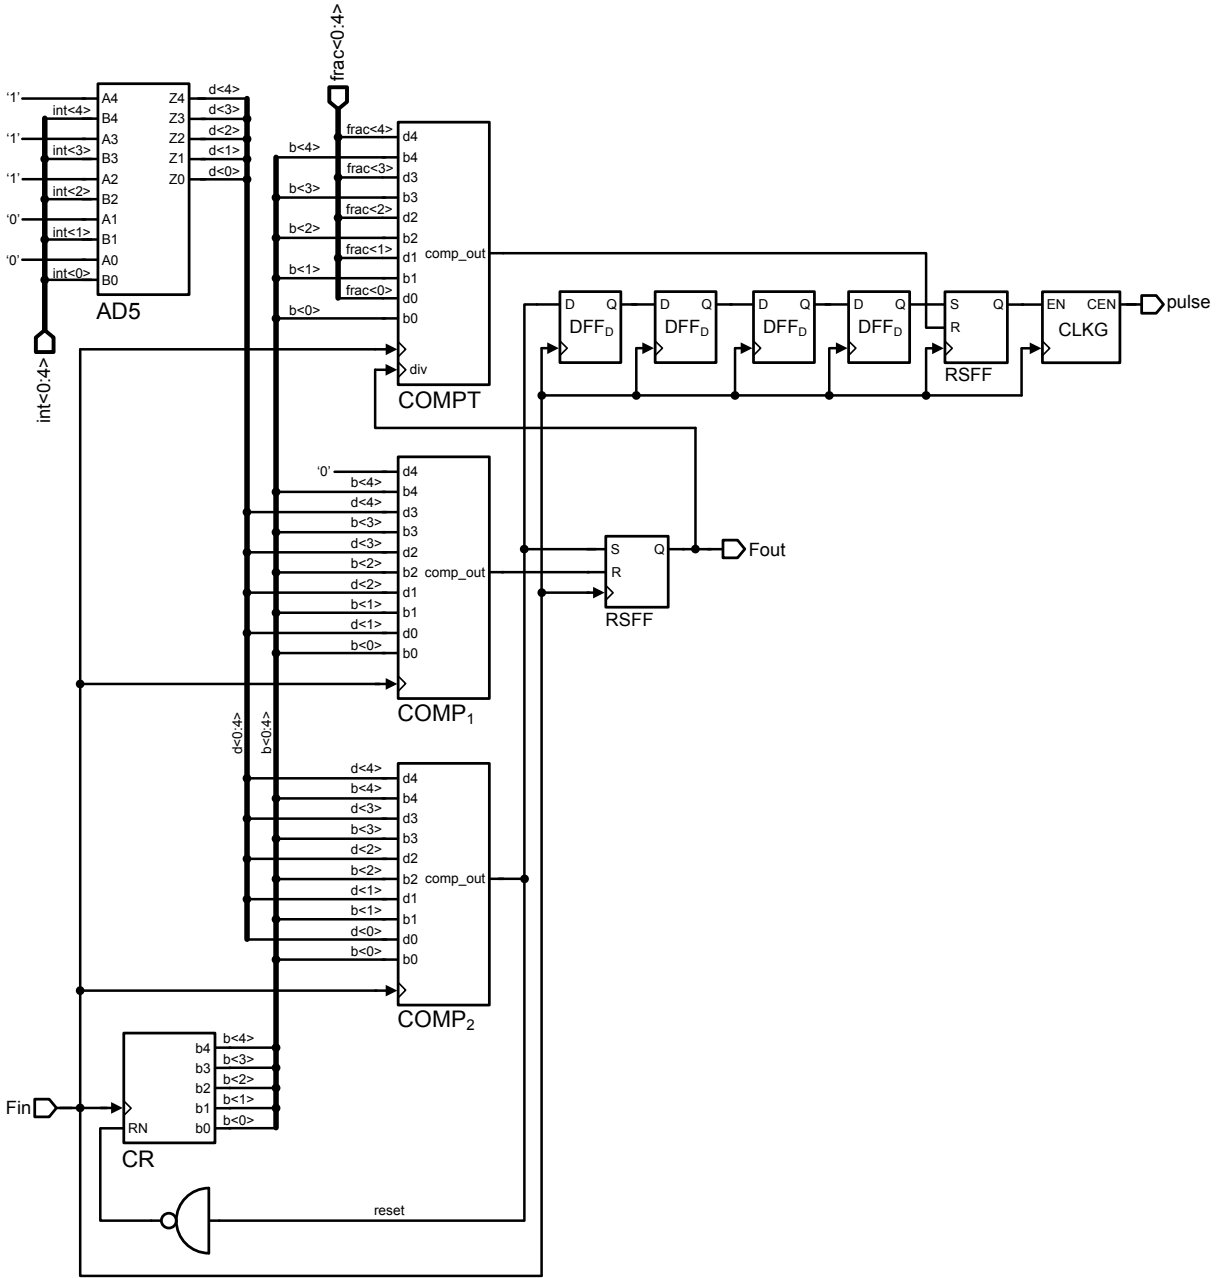 frac<0:4>
'1'
A4
Z4
d<4>
int<4>
B4
Z3
d<3>
'1'
A3
Z2
d<2>
int<3>
B3
Z1
d<1>
'1'
A2
Z0
d<0>
int<2>
B2
'0'
A1
int<1>
B1
'0'
A0
int<0>
B0
AD5
int<0:4>
frac<4>
d4
b<4>
b4
frac<3>
d3
b<3>
b3
frac<2>
d2
b<2>
b2
frac<1>
d1
comp_out
b<1>
b1
frac<0>
d0
b<0>
b0
div
COMPT
D Q
DFFD
D Q
DFFD
D Q
DFFD
D Q
DFFD
S Q
R
RSFF
EN CEN
CLKG
pulse
'0'
d4
b<4>
b4
d<4>
d3
b<3>
b3
d<3>
d2
b<2>
b2 comp_out
d<2>
d1
b<1>
b1
d<1>
d0
b<0>
b0
COMP1
S Q
R
RSFF
Fout
d<0:4>
b<0:4>
d<4>
d4
b<4>
b4
d<3>
d3
b<3>
b3
d<2>
d2
b<2>
b2 comp_out
d<1>
d1
b<1>
b1
d<0>
d0
b<0>
b0
COMP2
b4
b<4>
b3
b<3>
b2
b<2>
Fin
b1
b<1>
RN
b0
b<0>
CR
reset